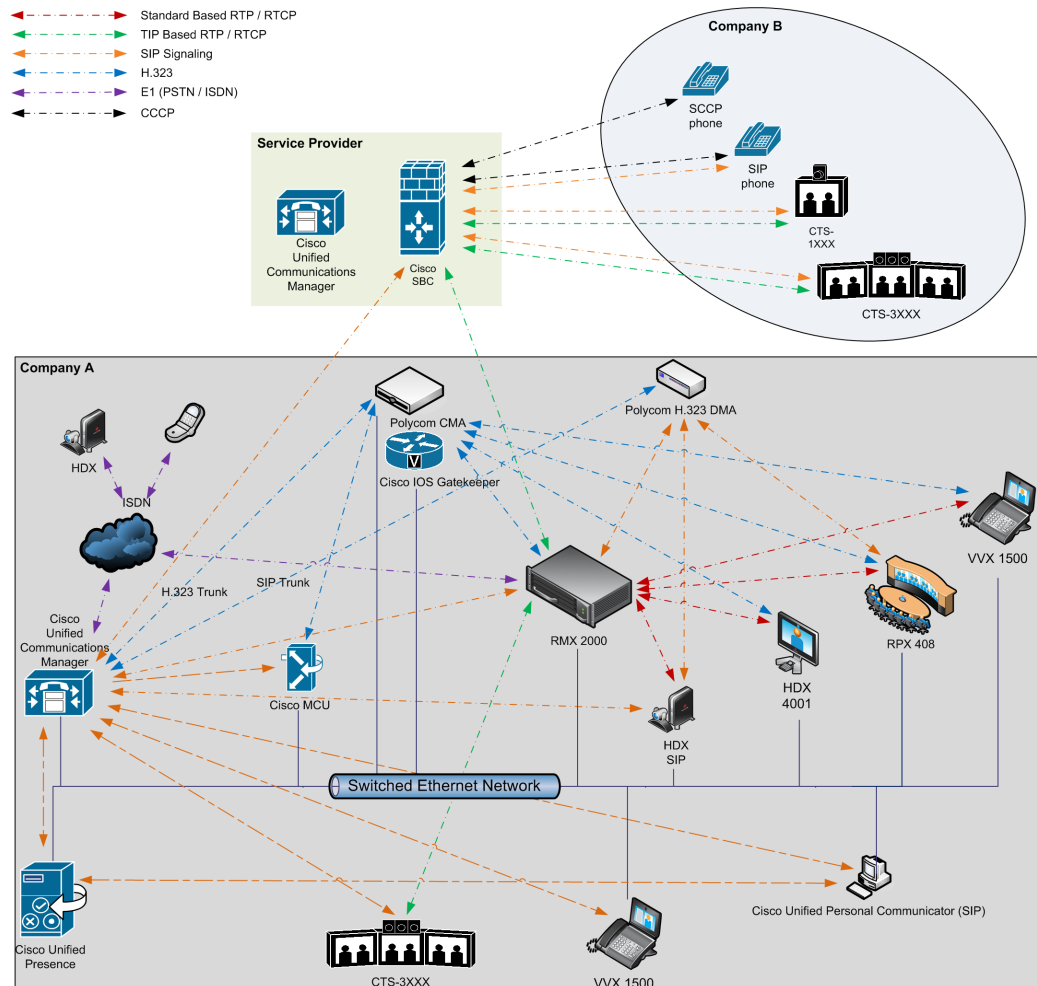 Standard Based RTP / RTCP
TIP Based RTP / RTCP
SIP Signaling
H.323
E1 (PSTN / ISDN)
CCCP
Company B
SCCP
phone
SIP
phone
CTS-
1XXX
CTS-3XXX
Service Provider
Cisco
Unified
Communications
Manager
Cisco
SBC
Company A
HDX
ISDN
Polycom CMA
V
Cisco IOS Gatekeeper
Polycom H.323 DMA
VVX 1500
H.323 Trunk
SIP Trunk
Cisco
Unified
Communications
Manager
Cisco MCU
RMX 2000
RPX 408
HDX
4001
HDX
SIP
Switched Ethernet Network
Cisco Unified
Presence
CTS-3XXX
VVX 1500
Cisco Unified Personal Communicator (SIP)